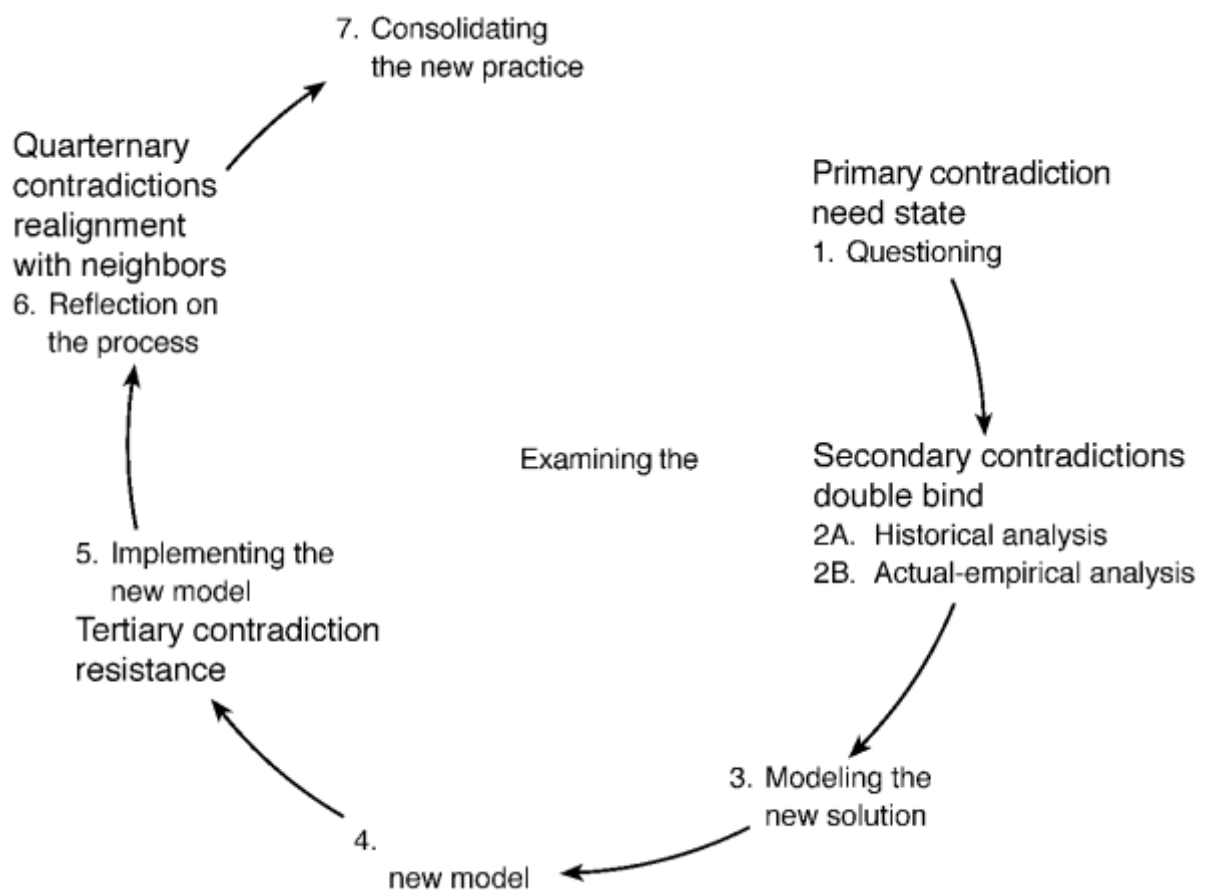 7. Consolidating
the new practice
Quarternary
contradictions
realignment
with neighbors
6. Reflection on
the process
Primary contradiction
need state
1. Questioning
Examining the
Secondary contradictions
double bind
2A. Historical analysis
2B. Actual-empirical analysis
5. Implementing the
new model
Tertiary contradiction
resistance
3. Modeling the
new solution
4.
new model